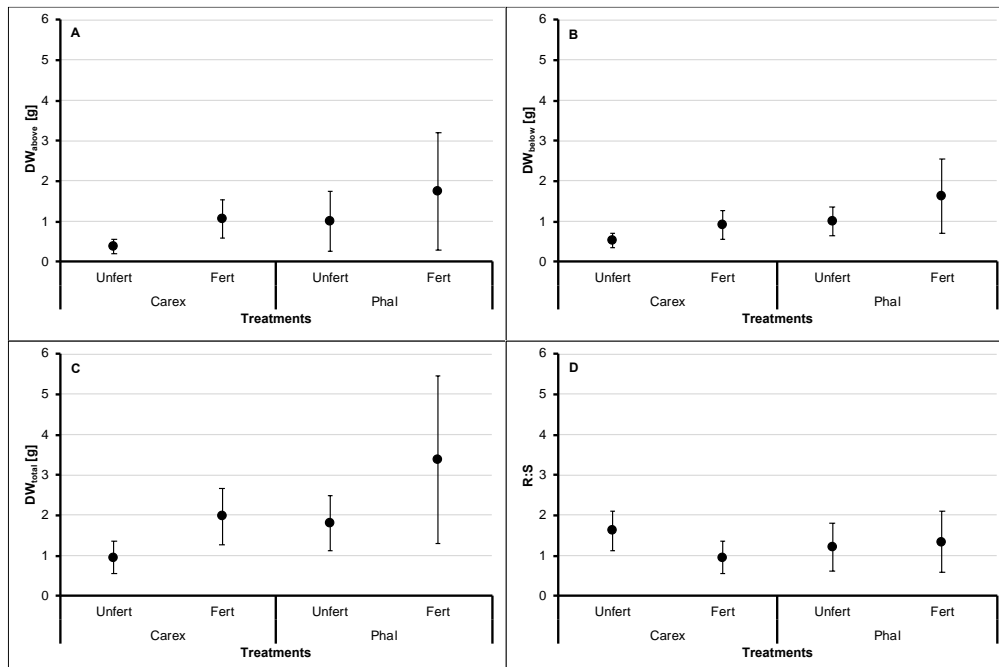 A
6
5
4
3
2
1
0
DWabove [g]
Unfert Fert Unfert Fert
Carex Phal
Treatments
B
6
5
4
3
2
1
0
DWbelow [g]
Unfert Fert Unfert Fert
Carex Phal
Treatments
C
6
5
4
3
2
1
0
DWtotal [g]
Unfert Fert Unfert Fert
Carex Phal
Treatments
D
6
5
4
3
2
1
0
R:S
Unfert Fert Unfert Fert
Carex Phal
Treatments